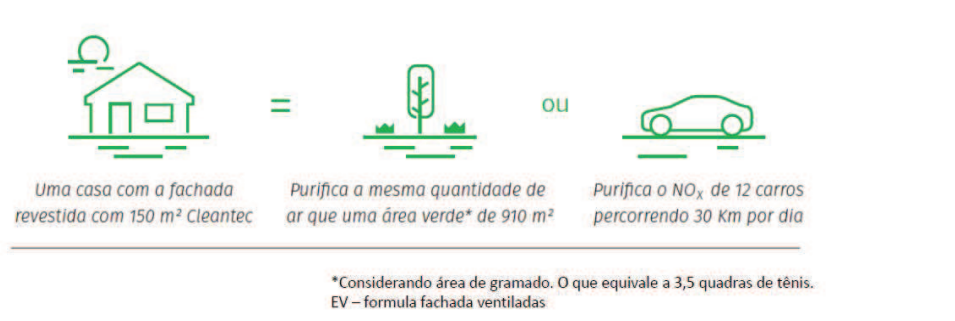 =
ou
Uma casa com a fachada
revestida com 150 m² Cleantec
Purifica a mesma quantidade de
ar que uma área verde* de 910 m²
Purifica o NOₓ de 12 carros
percorrendo 30 Km por dia
*Considerando área de gramado. O que equivale a 3,5 quadras de tênis.
EV – formula fachada ventiladas